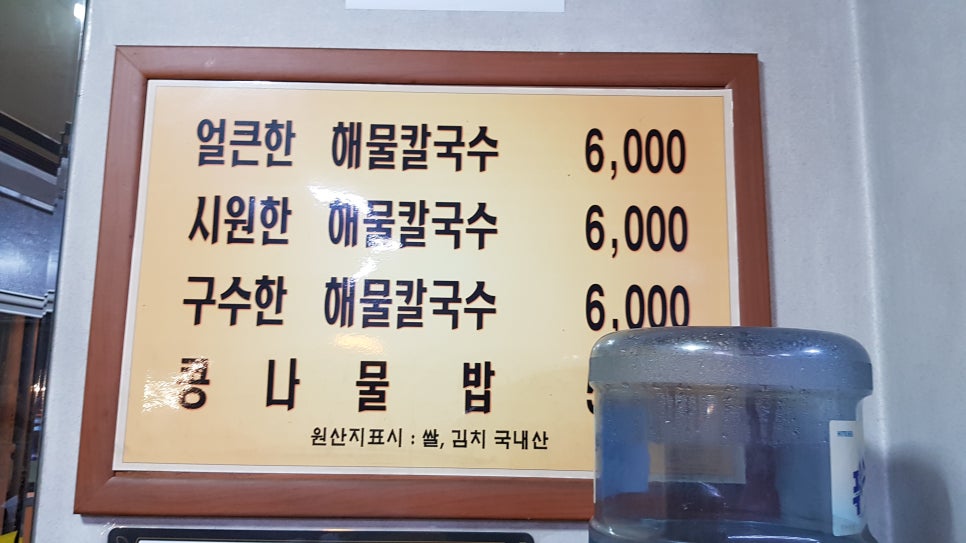 얼큰한 해물칼국수 6,000
시원한 해물칼국수 6,000
구수한 해물칼국수 6,000
콩 나 물 밥
원산지표시 : 쌀, 김치 국내산